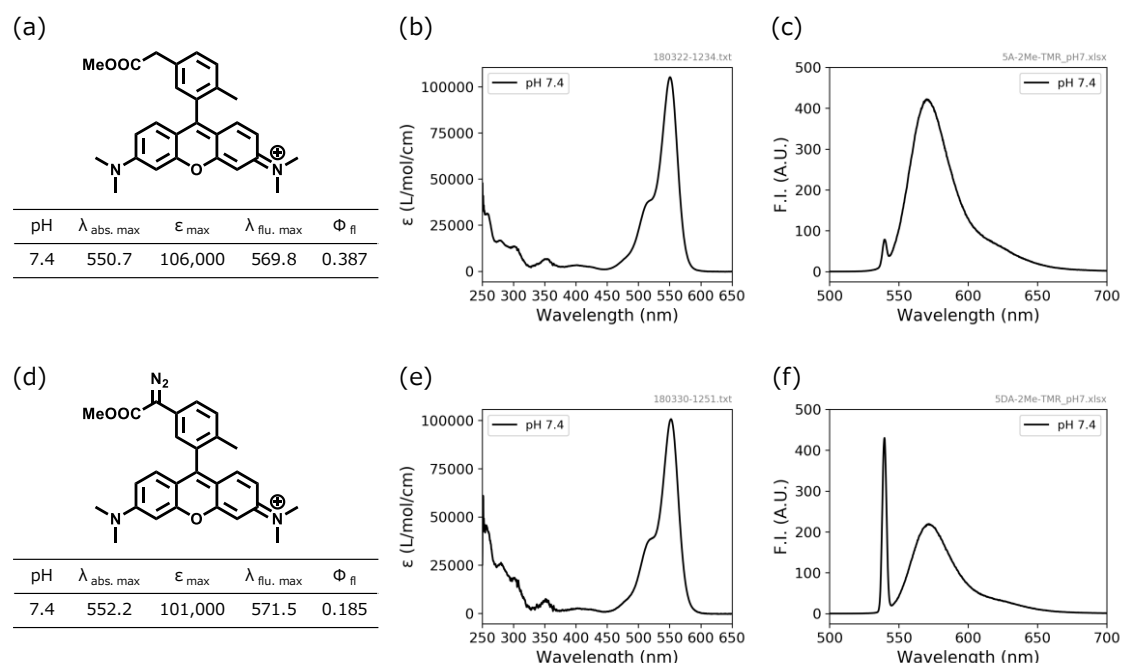 (a)
MeOOC
N
O
N
⊕
pH λ abs. max ε max λ flu. max Φ fl
7.4 550.7 106,000 569.8 0.387
(b)
180322-1234.txt
pH 7.4
ε (L/mol/cm)
100000
75000
50000
25000
0
250 300 350 400 450 500 550 600 650
Wavelength (nm)
(c)
5A-2Me-TMR_pH7.xlsx
pH 7.4
F.I. (A.U.)
500
400
300
200
100
0
500 550 600 650 700
Wavelength (nm)
(d)
N2
MeOOC
N
O
N
⊕
pH λ abs. max ε max λ flu. max Φ fl
7.4 552.2 101,000 571.5 0.185
(e)
180330-1251.txt
pH 7.4
ε (L/mol/cm)
100000
75000
50000
25000
0
250 300 350 400 450 500 550 600 650
Wavelength (nm)
(f)
5DA-2Me-TMR_pH7.xlsx
pH 7.4
F.I. (A.U.)
500
400
300
200
100
0
500 550 600 650 700
Wavelength (nm)